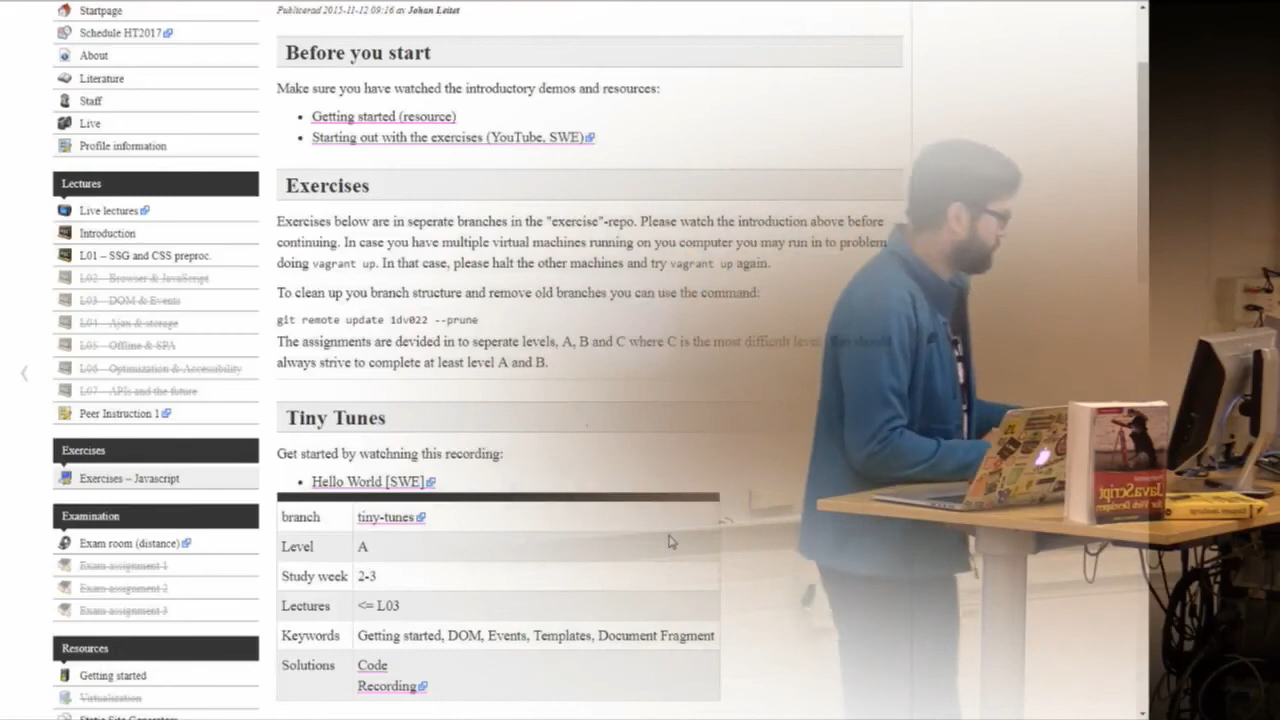 Startpage
Schedule HT2017
About
Literature
Staff
Live
Profile information
Lectures
Live lectures
Introduction
L01 – SSG and CSS preproc.
L02 – Browser & JavaScript
L03 – DOM & Events
L04 – Ajax & storage
L05 – Offline & SPA
L06 – Optimization & Accessibility
L07 – APIs and the future
Peer Instruction 1
Exercises
Exercises – Javascript
Examination
Exam room (distance)
Exam assignment 1
Exam assignment 2
Exam assignment 3
Resources
Getting started
Virtualization
Static Site Generators
Publicerad 2015-11-12 09:16 av Johan Leitet
Before you start
Make sure you have watched the introductory demos and resources:
• Getting started (resource)
• Starting out with the exercises (YouTube, SWE)
Exercises
Exercises below are in seperate branches in the "exercise"-repo. Please watch the introduction above before
continuing. In case you have multiple virtual machines running on you computer you may run in to problem
doing vagrant up. In that case, please halt the other machines and try vagrant up again.
To clean up you branch structure and remove old branches you can use the command:
git remote update 1dv022 --prune
The assignments are devided in to seperate levels, A, B and C where C is the most difficult level. You should
always strive to complete at least level A and B.
Tiny Tunes
Get started by watching this recording:
• Hello World [SWE]
branch tiny-tunes
Level A
Study week 2-3
Lectures <= L03
Keywords Getting started, DOM, Events, Templates, Document Fragment
Solutions Code
Recording
JavaScript
for Web Developers